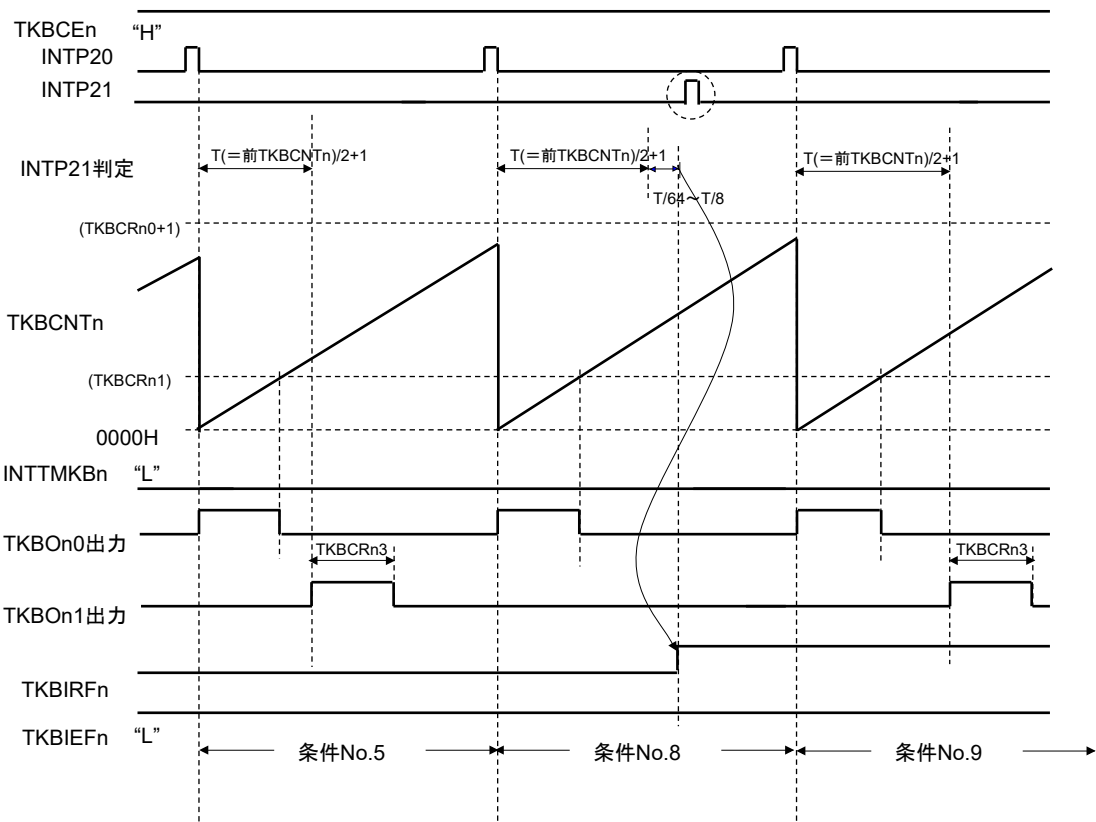 TKBCEn “H”
INTP20
INTP21
INTP21判定
T(＝前TKBCNTn)/2+1
T(＝前TKBCNTn)/2+1
T(＝前TKBCNTn)/2+1
T/64～T/8
(TKBCRn0+1)
TKBCNTn
(TKBCRn1)
0000H
INTTMKBn “L”
TKBOn0出力
TKBCRn3
TKBCRn3
TKBOn1出力
TKBIRFn
TKBIEFn “L”
条件No.5
条件No.8
条件No.9